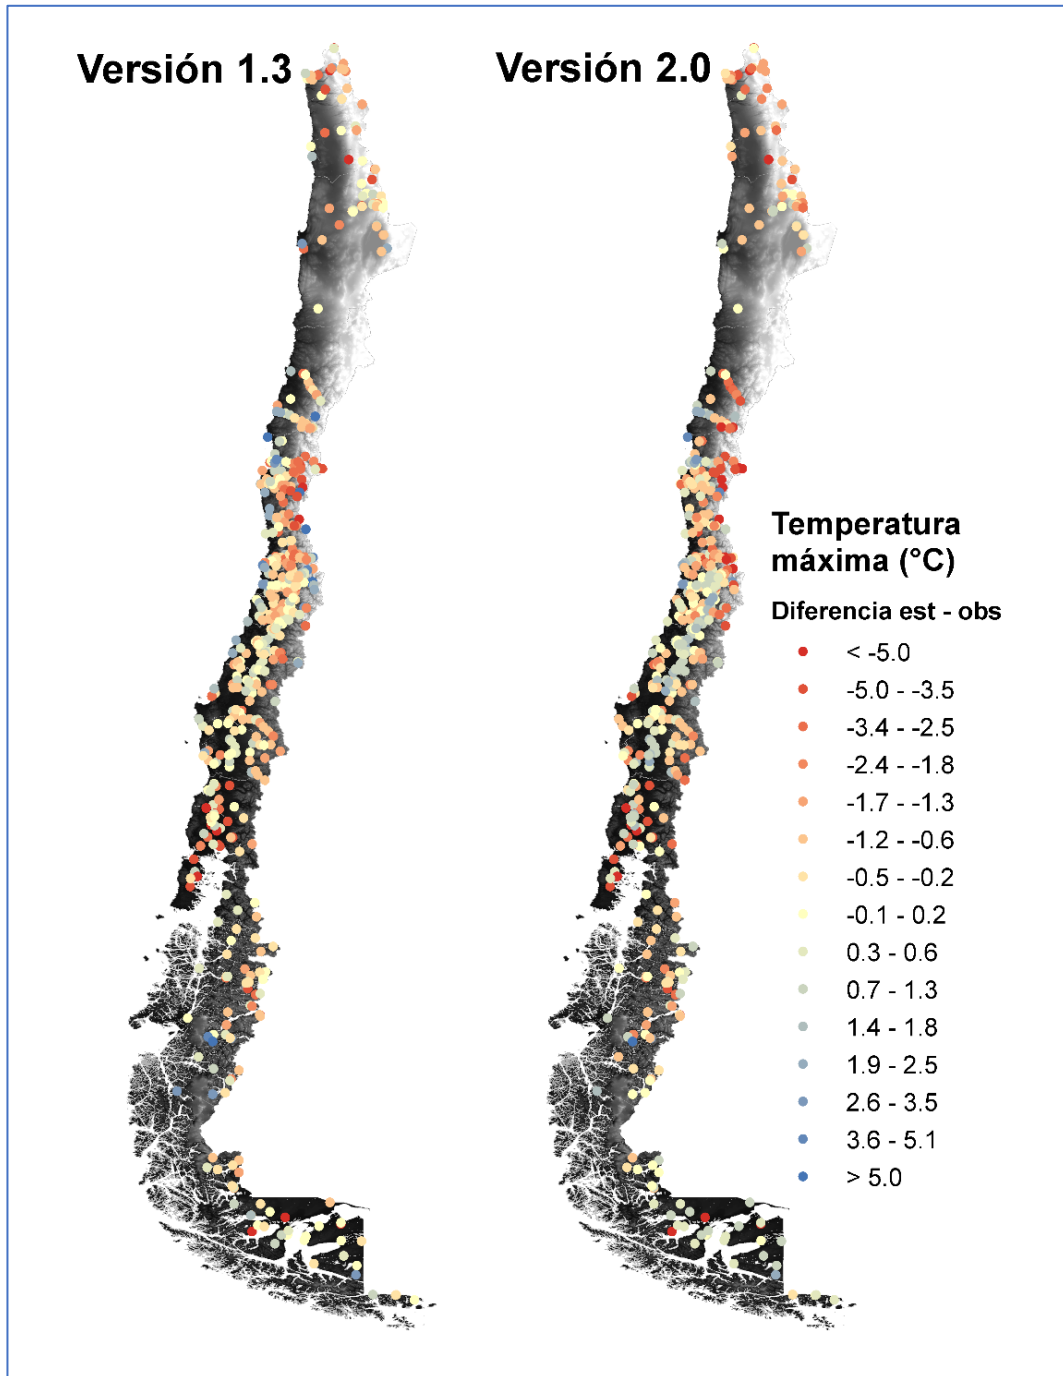 Versión 1.3
Versión 2.0
Temperatura
máxima (°C)
Diferencia est - obs
< -5.0
-5.0 - -3.5
-3.4 - -2.5
-2.4 - -1.8
-1.7 - -1.3
-1.2 - -0.6
-0.5 - -0.2
-0.1 - 0.2
0.3 - 0.6
0.7 - 1.3
1.4 - 1.8
1.9 - 2.5
2.6 - 3.5
3.6 - 5.1
> 5.0